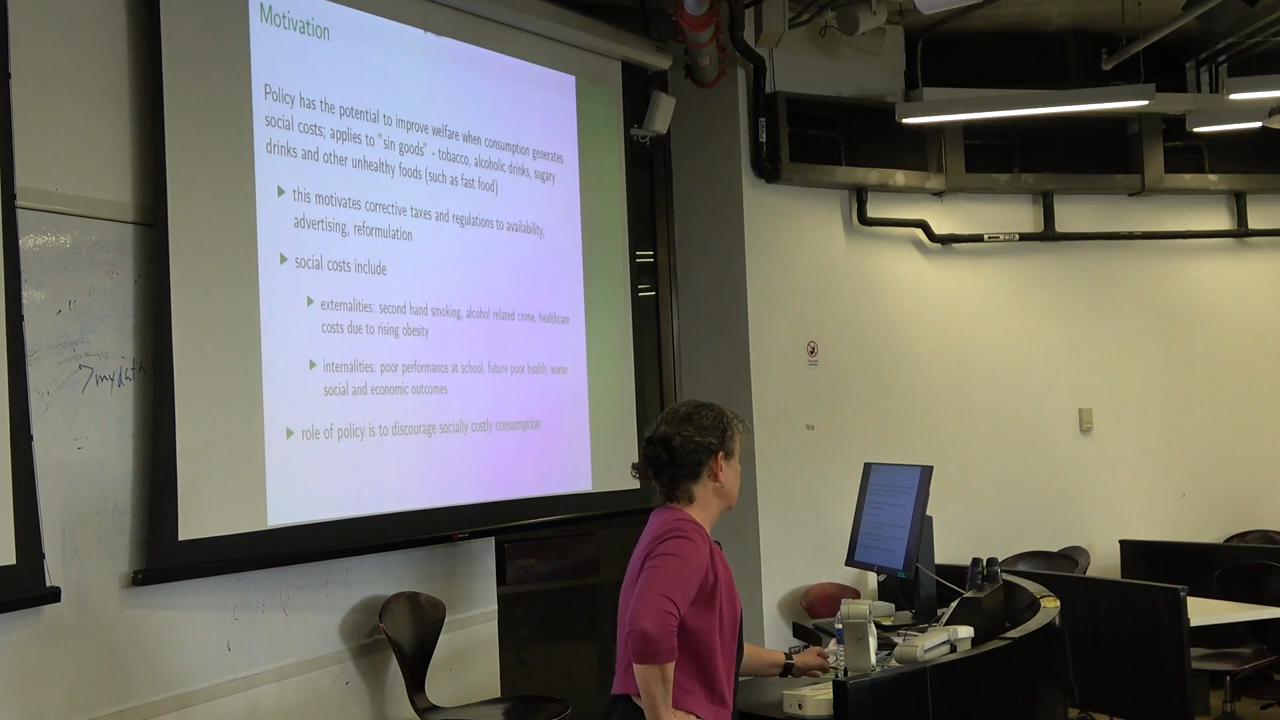 Motivation
Policy has the potential to improve welfare when consumption generates
social costs; applies to "sin goods" - tobacco, alcoholic drinks, sugary
drinks and other unhealthy foods (such as fast food)
this motivates corrective taxes and regulations to availability,
advertising, reformulation
social costs include
externalities: second hand smoking, alcohol related crime, healthcare
costs due to rising obesity
internalities: poor performance at school, future poor health, worse
social and economic outcomes
role of policy is to discourage socially costly consumption
>mydata